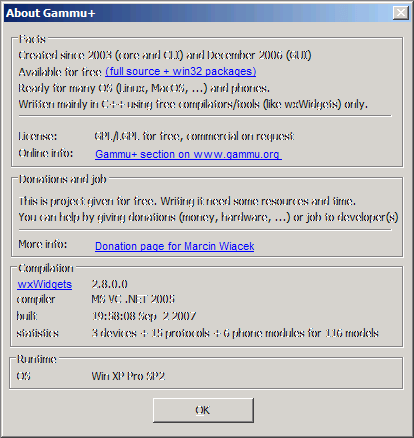 About Gammu+
Facts
Created since 2003 (core and CLX) and December 2006 (GUX)
Available for free (full source + win32 packages)
Ready for many OS (Linux, MacOS, ...) and phones.
Written mainly in C++ using free compilators/tools (like wxWidgets) only.
License: GPL/LGPL for free, commercial on request
Online info: Gammu+ section on www.gammu.org
Donations and job
This is project given for free. Writing it need some resources and time.
You can help by giving donations (money, hardware, ...) or job to developer(s)
More info: Donation page for Marcin Wiacek
Compilation
wxWidgets 2.8.0.0
compiler MS VC .NET 2005
built 19:58:08 Sep 2 2007
statistics 3 devices + 15 protocols + 6 phone modules for 116 models
Runtime
OS Win XP Pro SP2
OK